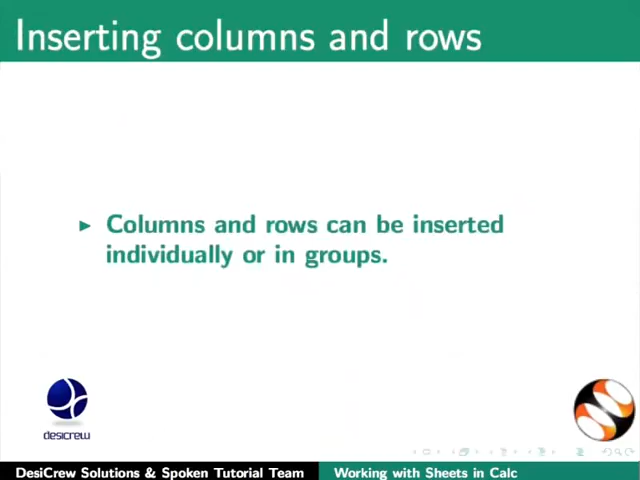 Inserting columns and rows
Columns and rows can be inserted
individually or in groups.
desicrew
DesiCrew Solutions & Spoken Tutorial Team
Working with Sheets in Calc